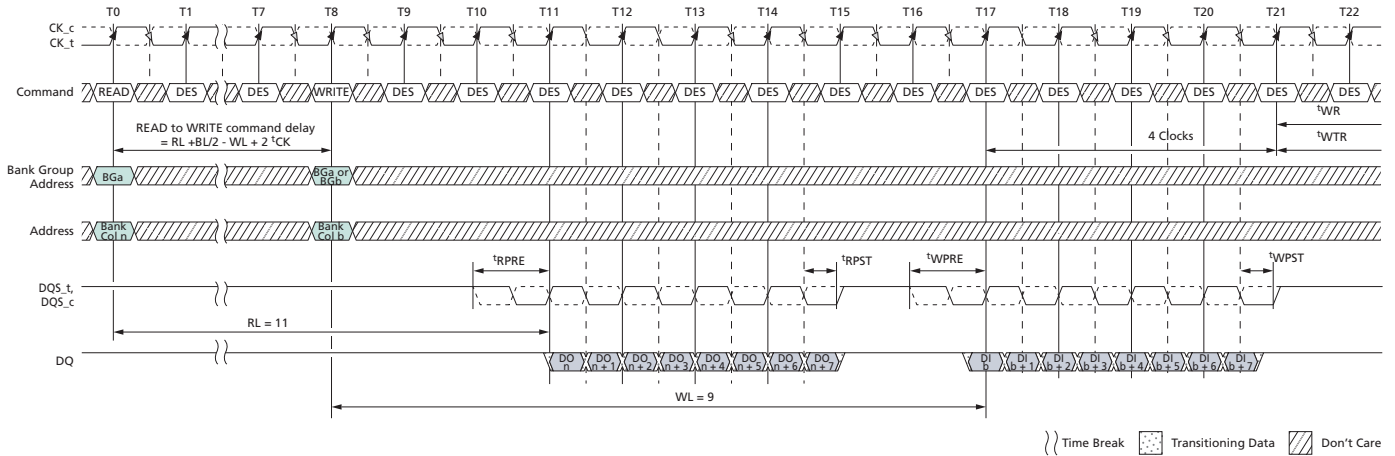 T0 T1 T7 T8 T9 T10 T11 T12 T13 T14 T15 T16 T17 T18 T19 T20 T21 T22
CK_c
CK_t
Command READ DES DES WRITE DES DES DES DES DES DES DES DES DES DES DES DES DES DES
tWR
READ to WRITE command delay
= RL +BL/2 - WL + 2 tCK
4 Clocks
tWTR
Bank Group
Address
BGa
BGa or
BGb
Address
Bank
Col n
Bank
Col b
tRPRE tRPST tWPRE tWPST
DQS_t,
DQS_c
RL = 11
DQ
DO
n
DO
n + 1
DO
n + 2
DO
n + 3
DO
n + 4
DO
n + 5
DO
n + 6
DO
n + 7
DI
b
DI
b + 1
DI
b + 2
DI
b + 3
DI
b + 4
DI
b + 5
DI
b + 6
DI
b + 7
WL = 9
Time Break Transitioning Data Don't Care